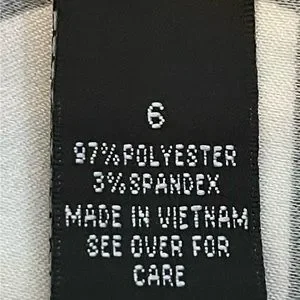 6
97%POLYESTER
3%SPANDEX
MADE IN VIETNAM
SEE OVER FOR
CARE